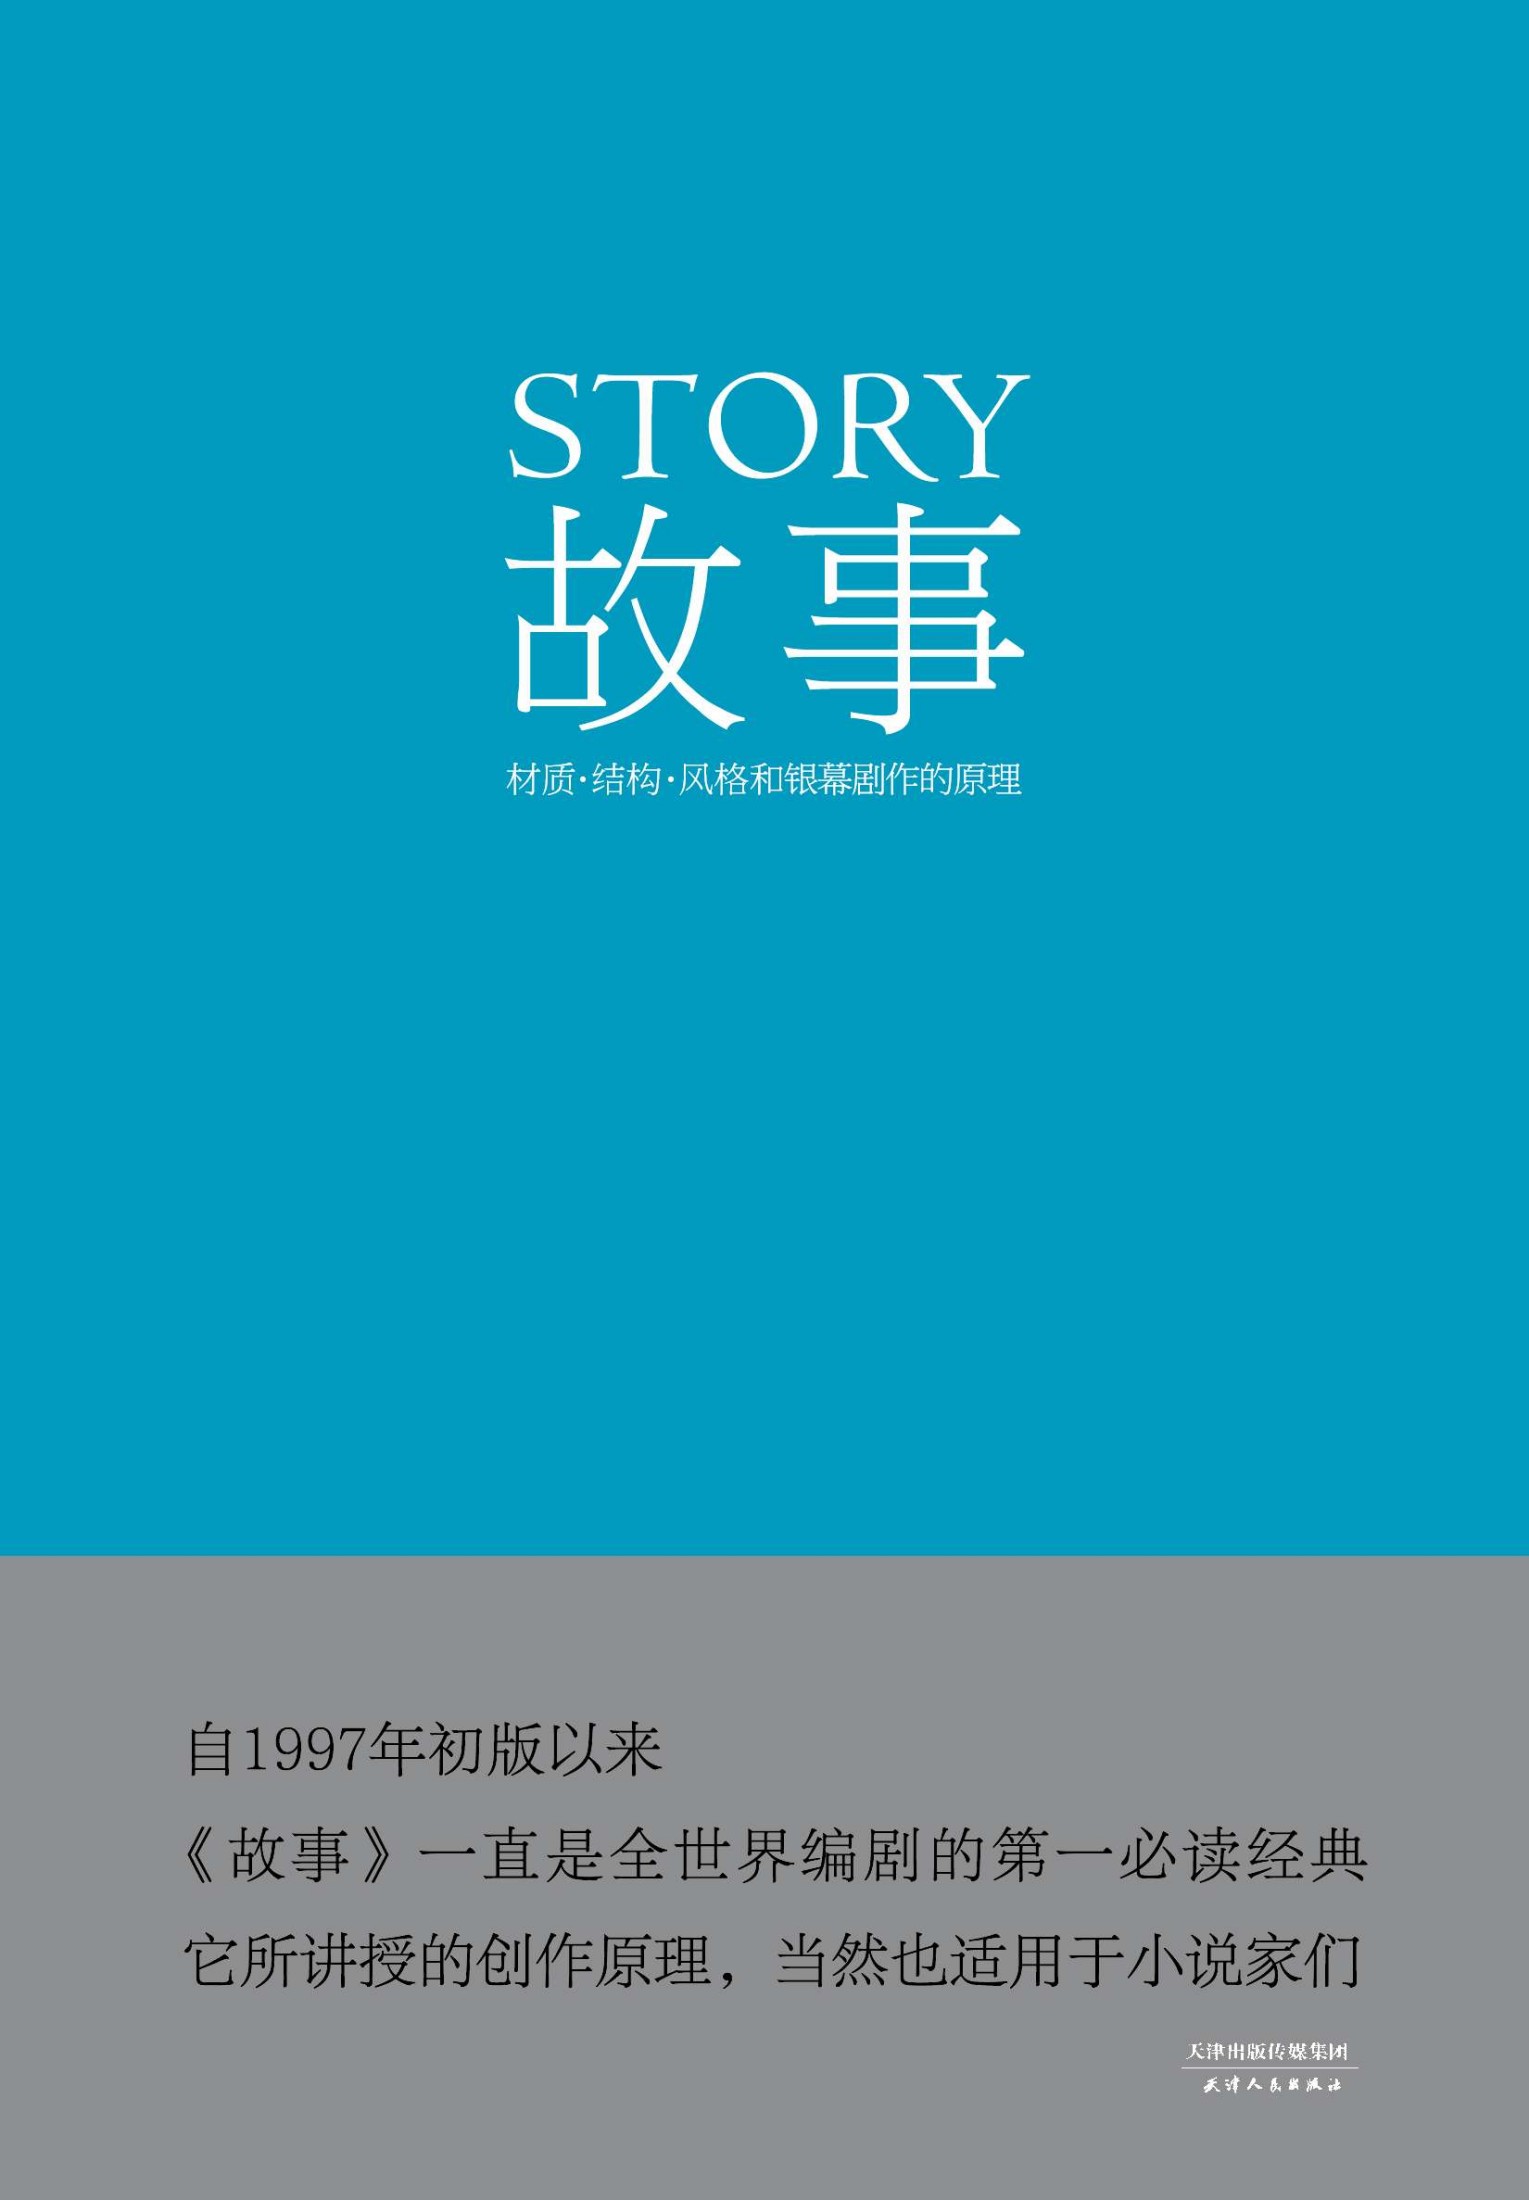 STORY
故事
材质·结构·风格和银幕剧作的原理
自1997年初版以来
《故事》一直是全世界编剧的第一必读经典
它所讲授的创作原理，当然也适用于小说家们
天津出版传媒集团
天津人民出版社